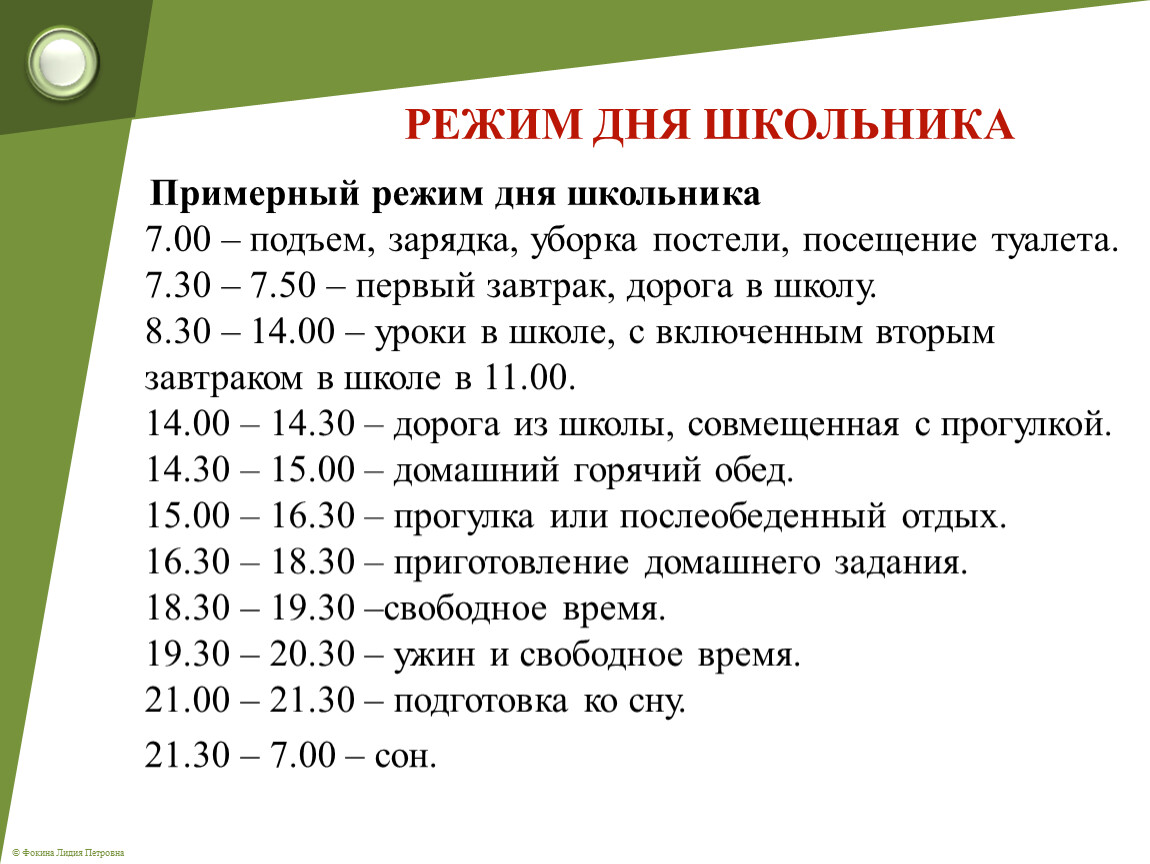 РЕЖИМ ДНЯ ШКОЛЬНИКА
Примерный режим дня школьника
7.00 – подъем, зарядка, уборка постели, посещение туалета.
7.30 – 7.50 – первый завтрак, дорога в школу.
8.30 – 14.00 – уроки в школе, с включенным вторым
завтраком в школе в 11.00.
14.00 – 14.30 – дорога из школы, совмещенная с прогулкой.
14.30 – 15.00 – домашний горячий обед.
15.00 – 16.30 – прогулка или послеобеденный отдых.
16.30 – 18.30 – приготовление домашнего задания.
18.30 – 19.30 –свободное время.
19.30 – 20.30 – ужин и свободное время.
21.00 – 21.30 – подготовка ко сну.
21.30 – 7.00 – сон.
© Фокина Лидия Петровна